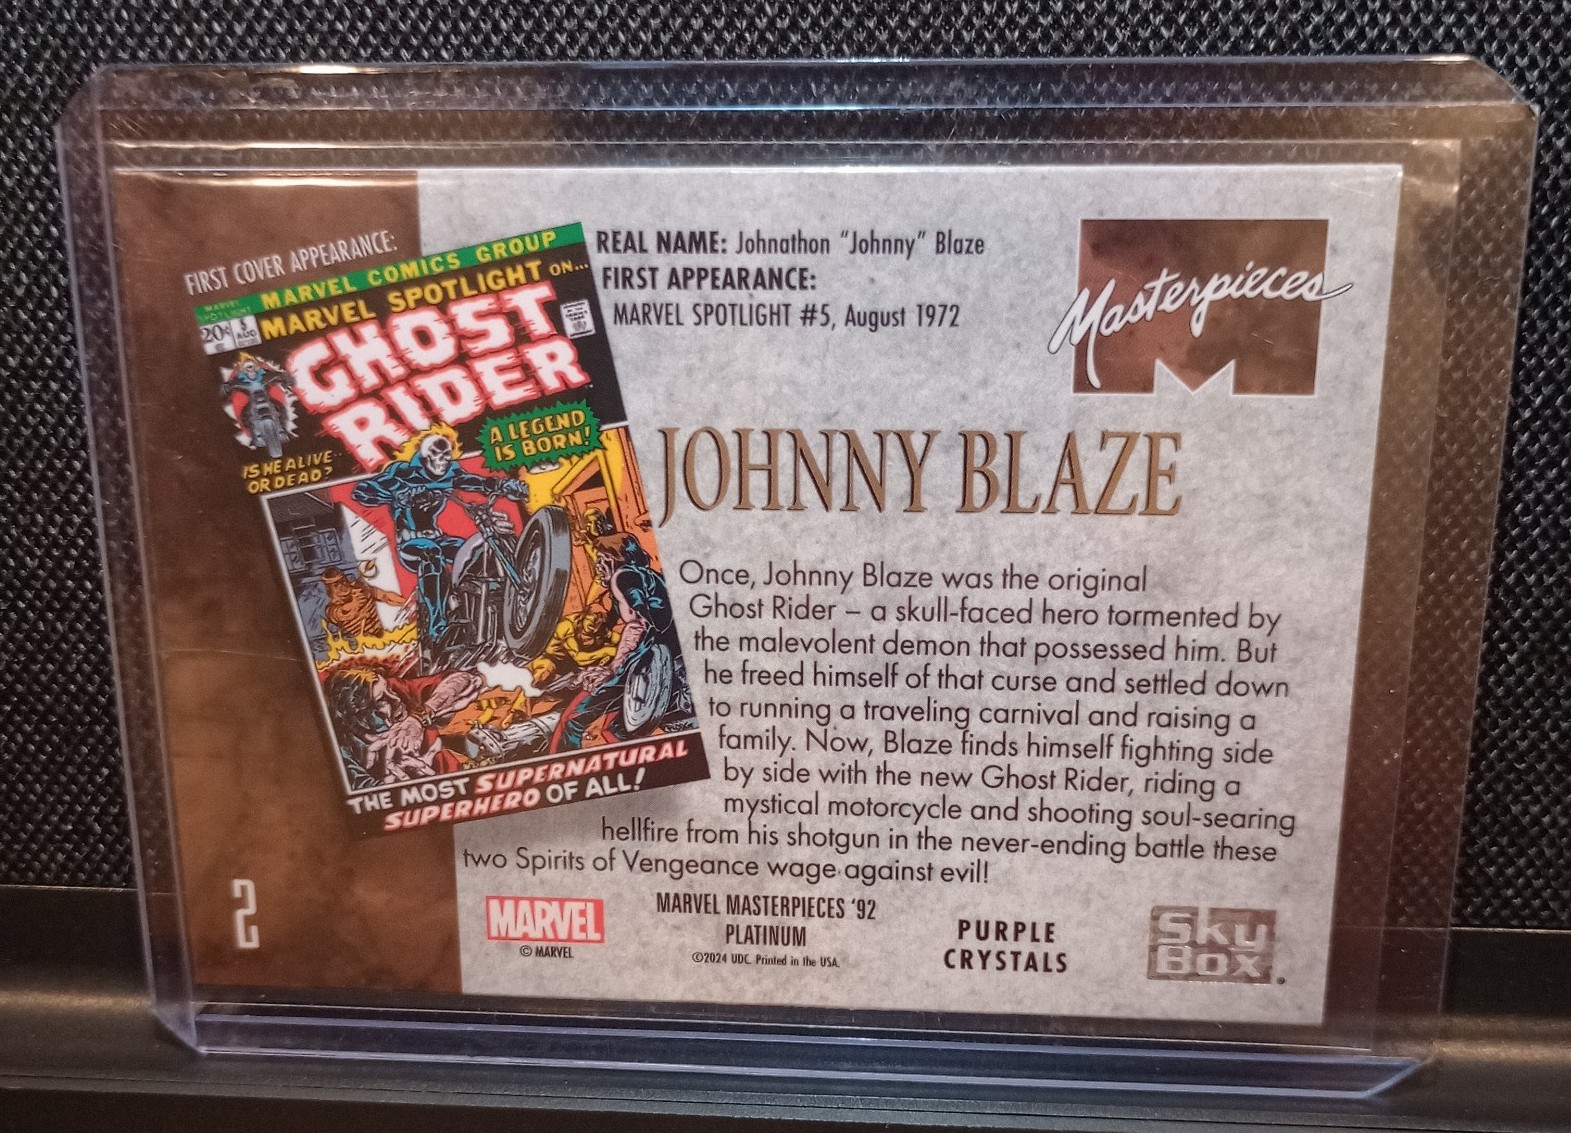 FIRST COVER APPEARANCE:
MARVEL COMICS GROUP
MARVEL SPOTLIGHT ON...
20¢ 5 AUG
GHOST
RIDER
A LEGEND
IS BORN!
IS HE ALIVE..
OR DEAD?
THE MOST SUPERNATURAL
SUPERHERO OF ALL!
REAL NAME: Johnathon "Johnny" Blaze
FIRST APPEARANCE:
MARVEL SPOTLIGHT #5, August 1972
Masterpieces
JOHNNY BLAZE
Once, Johnny Blaze was the original
Ghost Rider – a skull-faced hero tormented by
the malevolent demon that possessed him. But
he freed himself of that curse and settled down
to running a traveling carnival and raising a
family. Now, Blaze finds himself fighting side
by side with the new Ghost Rider, riding a
mystical motorcycle and shooting soul-searing
hellfire from his shotgun in the never-ending battle these
two Spirits of Vengeance wage against evil!
2
MARVEL
© MARVEL
MARVEL MASTERPIECES '92
PLATINUM
©2024 UDC. Printed in the USA.
PURPLE
CRYSTALS
SkyBox